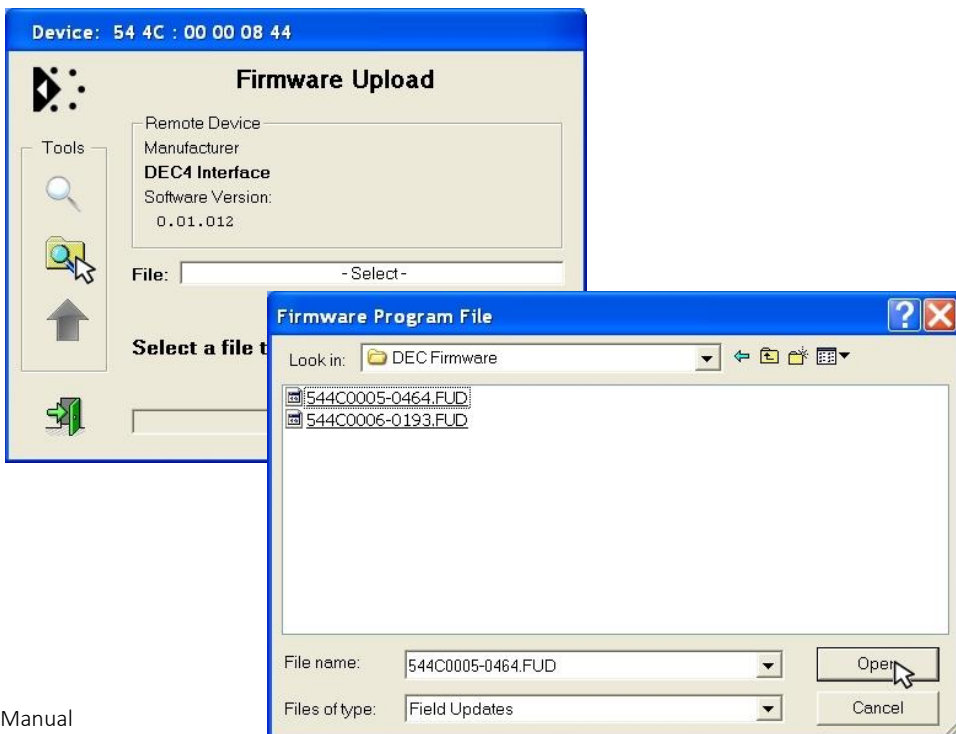 Device: 54 4C : 00 00 08 44
Firmware Upload
Tools
Remote Device
Manufacturer
DEC4 Interface
Software Version:
0.01.012
File: -Select-
Select a file t
Firmware Program File
Look in: DEC Firmware
544C0005-0464.FUD
544C0006-0193.FUD
File name: 544C0005-0464.FUD
Open
Files of type: Field Updates
Cancel
Manual